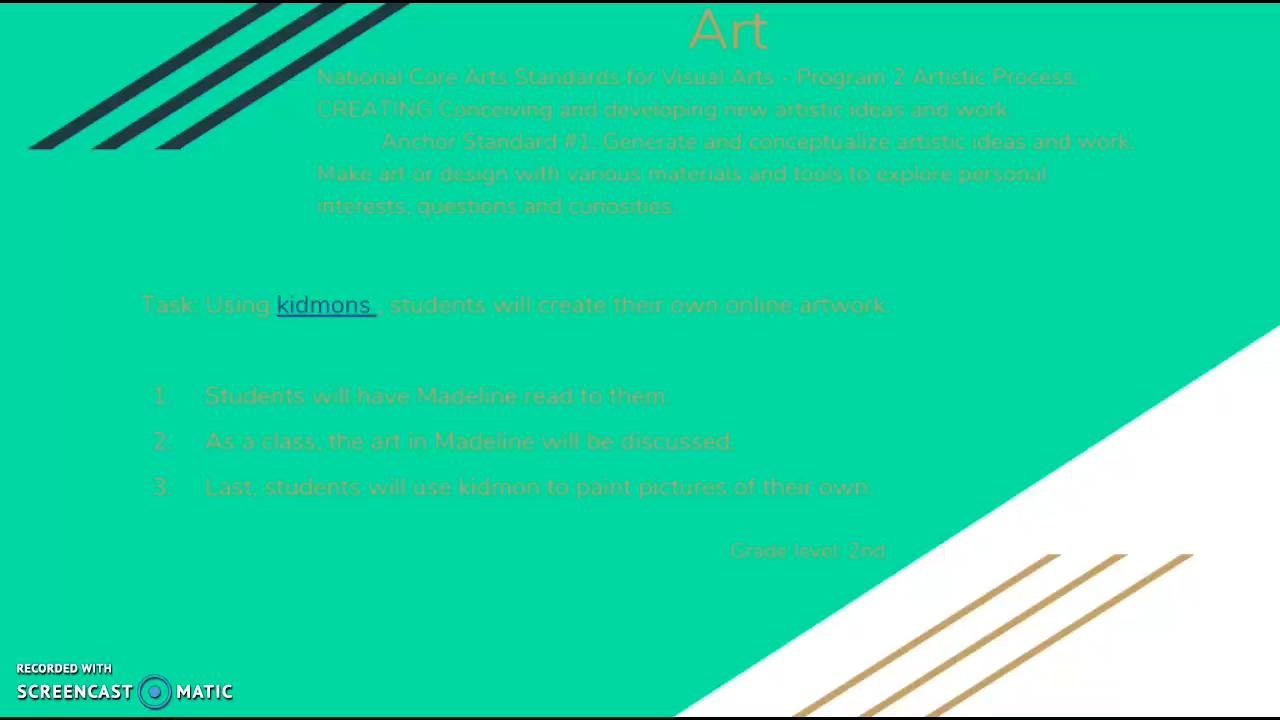 Art
National Core Arts Standards for Visual Arts - Program 2 Artistic Process:
CREATING Conceiving and developing new artistic ideas and work.
Anchor Standard #1: Generate and conceptualize artistic ideas and work.
Make art or design with various materials and tools to explore personal
interests, questions and curiosities.
Task: Using kidmons , students will create their own online artwork.
1. Students will have Madeline read to them.
2. As a class, the art in Madeline will be discussed.
3. Last, students will use kidmon to paint pictures of their own.
Grade level: 2nd
RECORDED WITH
SCREENCAST MATIC